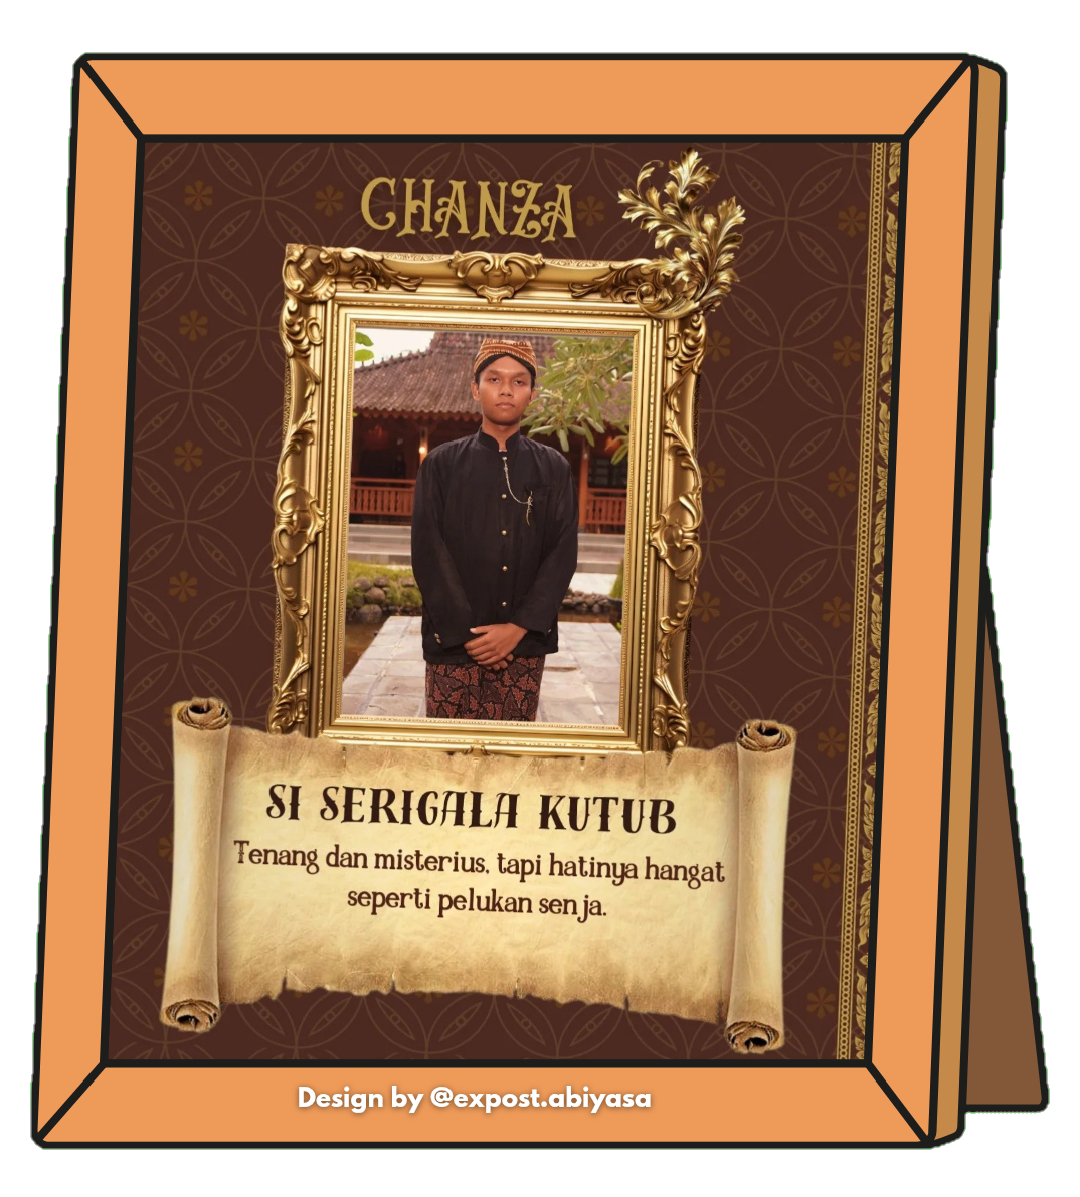 CHANZA
SI SERIGALA KUTUB
Tenang dan misterius, tapi hatinya hangat
seperti pelukan senja.
Design by @expost.abiyasa